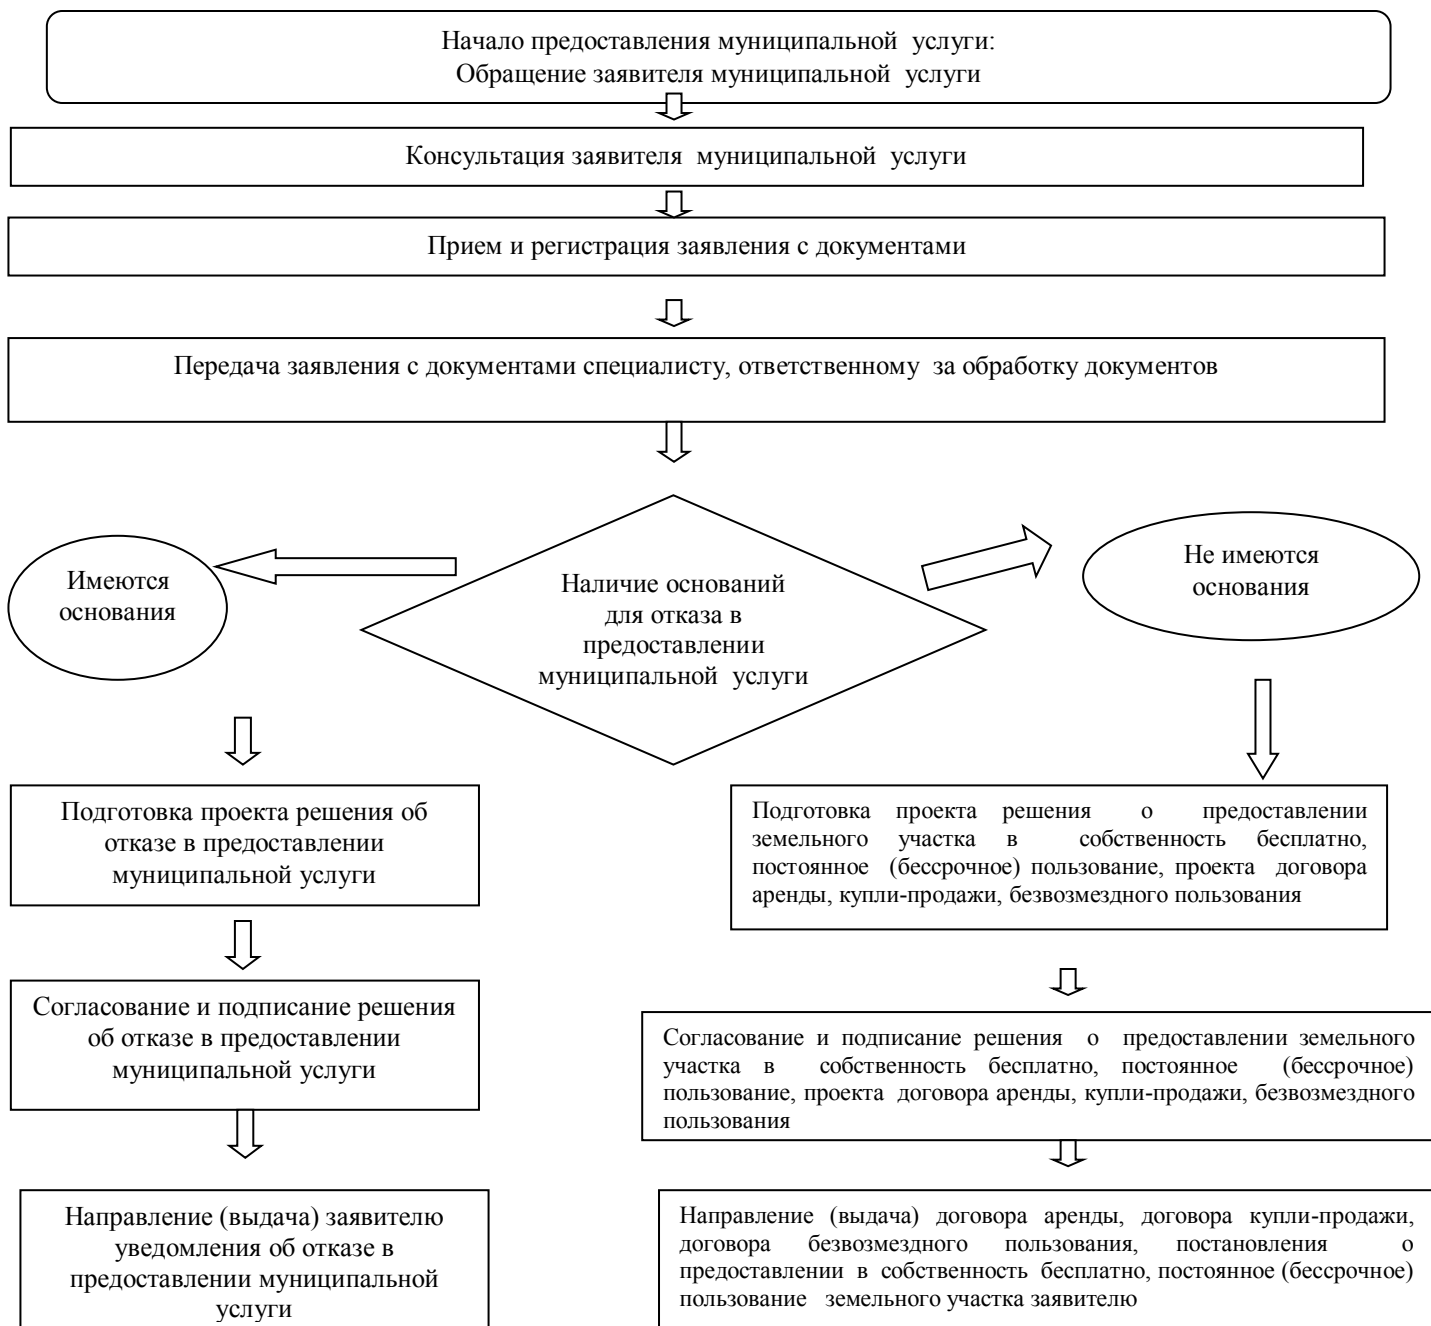 Начало предоставления муниципальной услуги:
Обращение заявителя муниципальной услуги
Консультация заявителя муниципальной услуги
Прием и регистрация заявления с документами
Передача заявления с документами специалисту, ответственному за обработку документов
Имеются
основания
Наличие оснований
для отказа в
предоставлении
муниципальной услуги
Не имеются
основания
Подготовка проекта решения об
отказе в предоставлении
муниципальной услуги
Подготовка проекта решения о предоставлении
земельного участка в собственность бесплатно,
постоянное (бессрочное) пользование, проекта договора
аренды, купли-продажи, безвозмездного пользования
Согласование и подписание решения
об отказе в предоставлении
муниципальной услуги
Согласование и подписание решения о предоставлении земельного
участка в собственность бесплатно, постоянное (бессрочное)
пользование, проекта договора аренды, купли-продажи, безвозмездного
пользования
Направление (выдача) заявителю
уведомления об отказе в
предоставлении муниципальной
услуги
Направление (выдача) договора аренды, договора купли-продажи,
договора безвозмездного пользования, постановления о
предоставлении в собственность бесплатно, постоянное (бессрочное)
пользование земельного участка заявителю